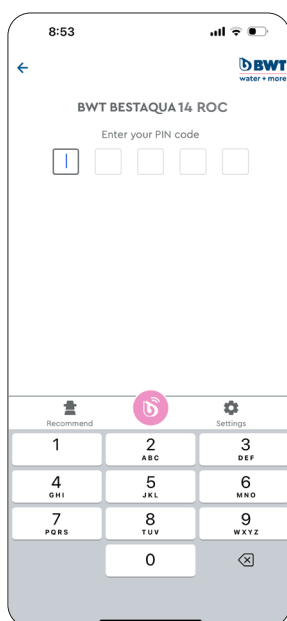 8:53
BWT
water + more
BWT BESTAQUA 14 ROC
Enter your PIN code
Recommend
Settings
1
2
ABC
3
DEF
4
GHI
5
JKL
6
MNO
7
PQRS
8
TUV
9
WXYZ
0